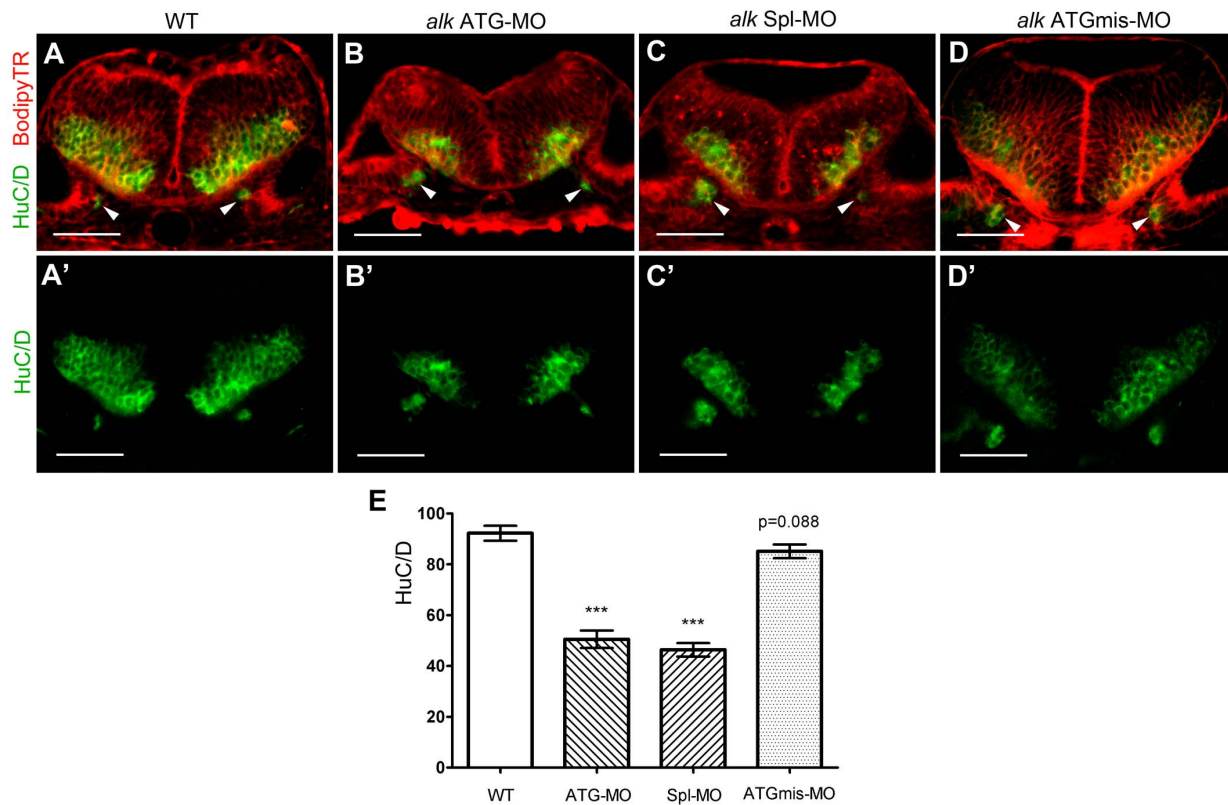 WT
alk ATG-MO
alk Spl-MO
alk ATGmis-MO
HuC/D BodipyTR
A
B
C
D
HuC/D
A’
B’
C’
D’
E
HuC/D
100
80
60
40
20
0
***
***
p=0.088
WT
ATG-MO
Spl-MO
ATGmis-MO